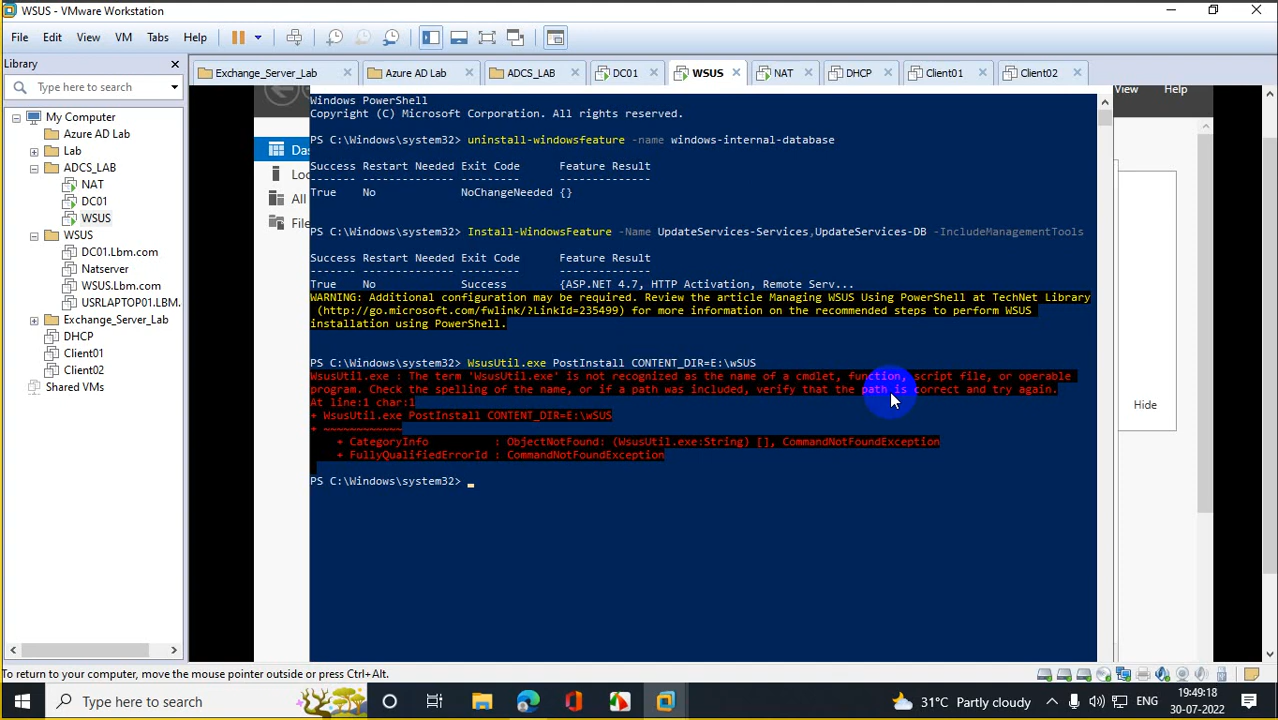 WSUS - VMware Workstation
File Edit View VM Tabs Help
Library
Type here to search
My Computer
Azure AD Lab
Lab
ADCS_LAB
NAT
DC01
WSUS
WSUS
DC01.Lbm.com
Natserver
WSUS.Lbm.com
USRLAPTOP01.LBM.
Exchange_Server_Lab
DHCP
Client01
Client02
Shared VMs
Exchange_Server_Lab Azure AD Lab ADCS_LAB DC01 WSUS NAT DHCP Client01 Client02
View Help
Das
Loc
All
File
Hide
Windows PowerShell
Copyright (C) Microsoft Corporation. All rights reserved.
PS C:\Windows\system32> uninstall-windowsfeature -name windows-internal-database
Success Restart Needed Exit Code Feature Result
------- -------------- --------- --------------
True No NoChangeNeeded {}
PS C:\Windows\system32> Install-WindowsFeature -Name UpdateServices-Services,UpdateServices-DB -IncludeManagementTools
Success Restart Needed Exit Code Feature Result
------- -------------- --------- --------------
True No Success {ASP.NET 4.7, HTTP Activation, Remote Serv...
WARNING: Additional configuration may be required. Review the article Managing WSUS Using PowerShell at TechNet Library
(http://go.microsoft.com/fwlink/?LinkId=235499) for more information on the recommended steps to perform WSUS
installation using PowerShell.
PS C:\Windows\system32> WsusUtil.exe PostInstall CONTENT_DIR=E:\wSUS
WsusUtil.exe : The term 'WsusUtil.exe' is not recognized as the name of a cmdlet, function, script file, or operable
program. Check the spelling of the name, or if a path was included, verify that the path is correct and try again.
At line:1 char:1
+ WsusUtil.exe PostInstall CONTENT_DIR=E:\wSUS
+ ~~~~~~~~~~~~
+ CategoryInfo : ObjectNotFound: (WsusUtil.exe:String) [], CommandNotFoundException
+ FullyQualifiedErrorId : CommandNotFoundException
PS C:\Windows\system32> _
To return to your computer, move the mouse pointer outside or press Ctrl+Alt.
Type here to search
31°C Partly cloudy
ENG
19:49:18
30-07-2022